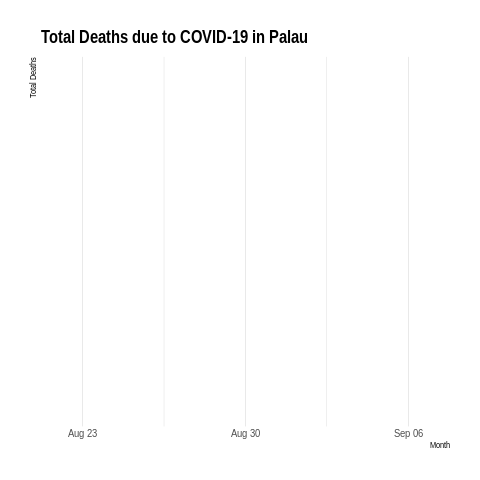 Total Deaths due to COVID-19 in Palau
Total Deaths
Aug 23
Aug 30
Sep 06
Month